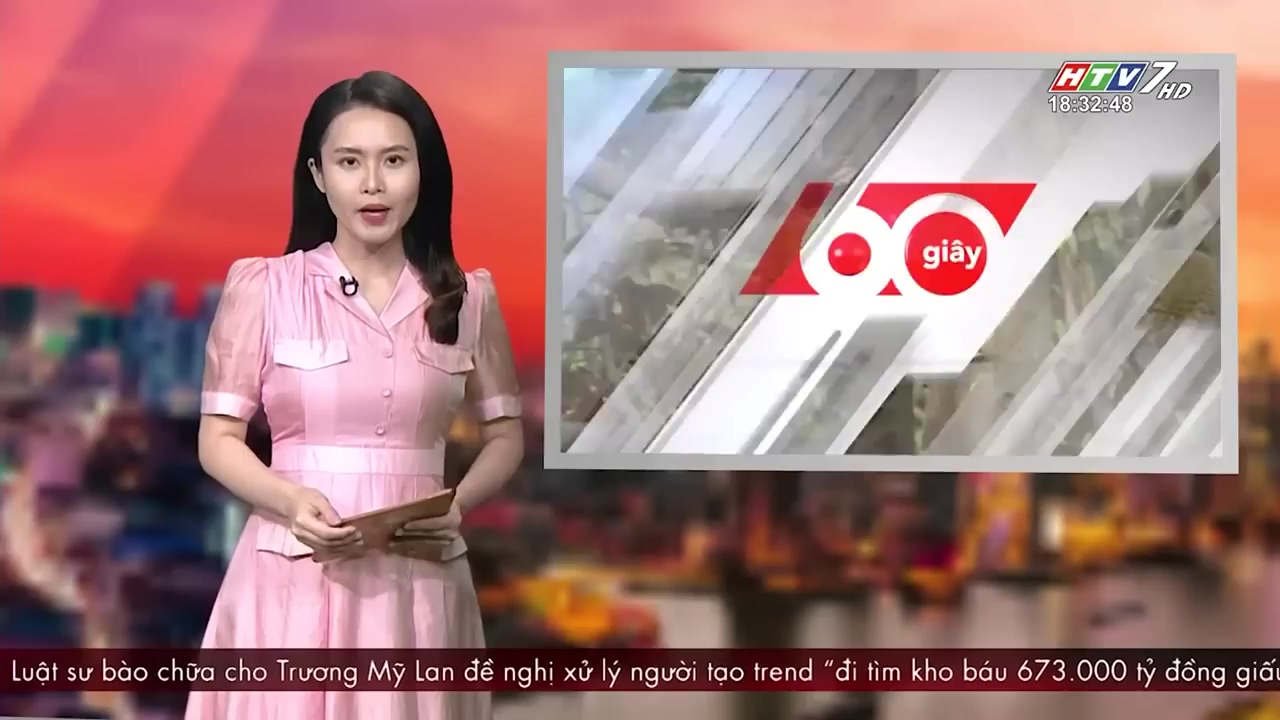 HTV7 HD
18:32:48
60 giây
Luật sư bào chữa cho Trương Mỹ Lan đề nghị xử lý người tạo trend “đi tìm kho báu 673.000 tỷ đồng giấu